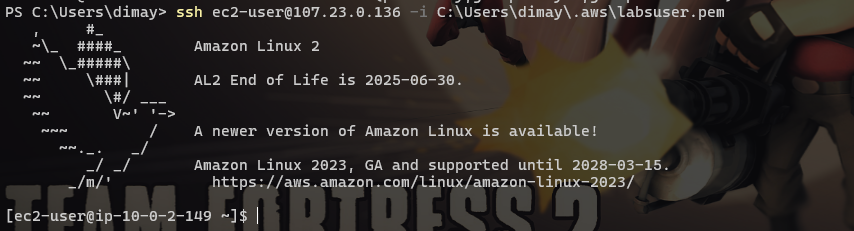 PS C:\Users\dimay> ssh ec2-user@107.23.0.136 -i C:\Users\dimay\.aws\labsuser.pem
   ,     #_
   ~\_  ####_        Amazon Linux 2
  ~~  \_#####\
  ~~     \###|       AL2 End of Life is 2025-06-30.
  ~~       \#/ ___
   ~~       V~' '->
    ~~~         /    A newer version of Amazon Linux is available!
      ~~._.   _/
         _/ _/       Amazon Linux 2023, GA and supported until 2028-03-15.
       _/m/'           https://aws.amazon.com/linux/amazon-linux-2023/
TEAM FORTRESS 2
[ec2-user@ip-10-0-2-149 ~]$